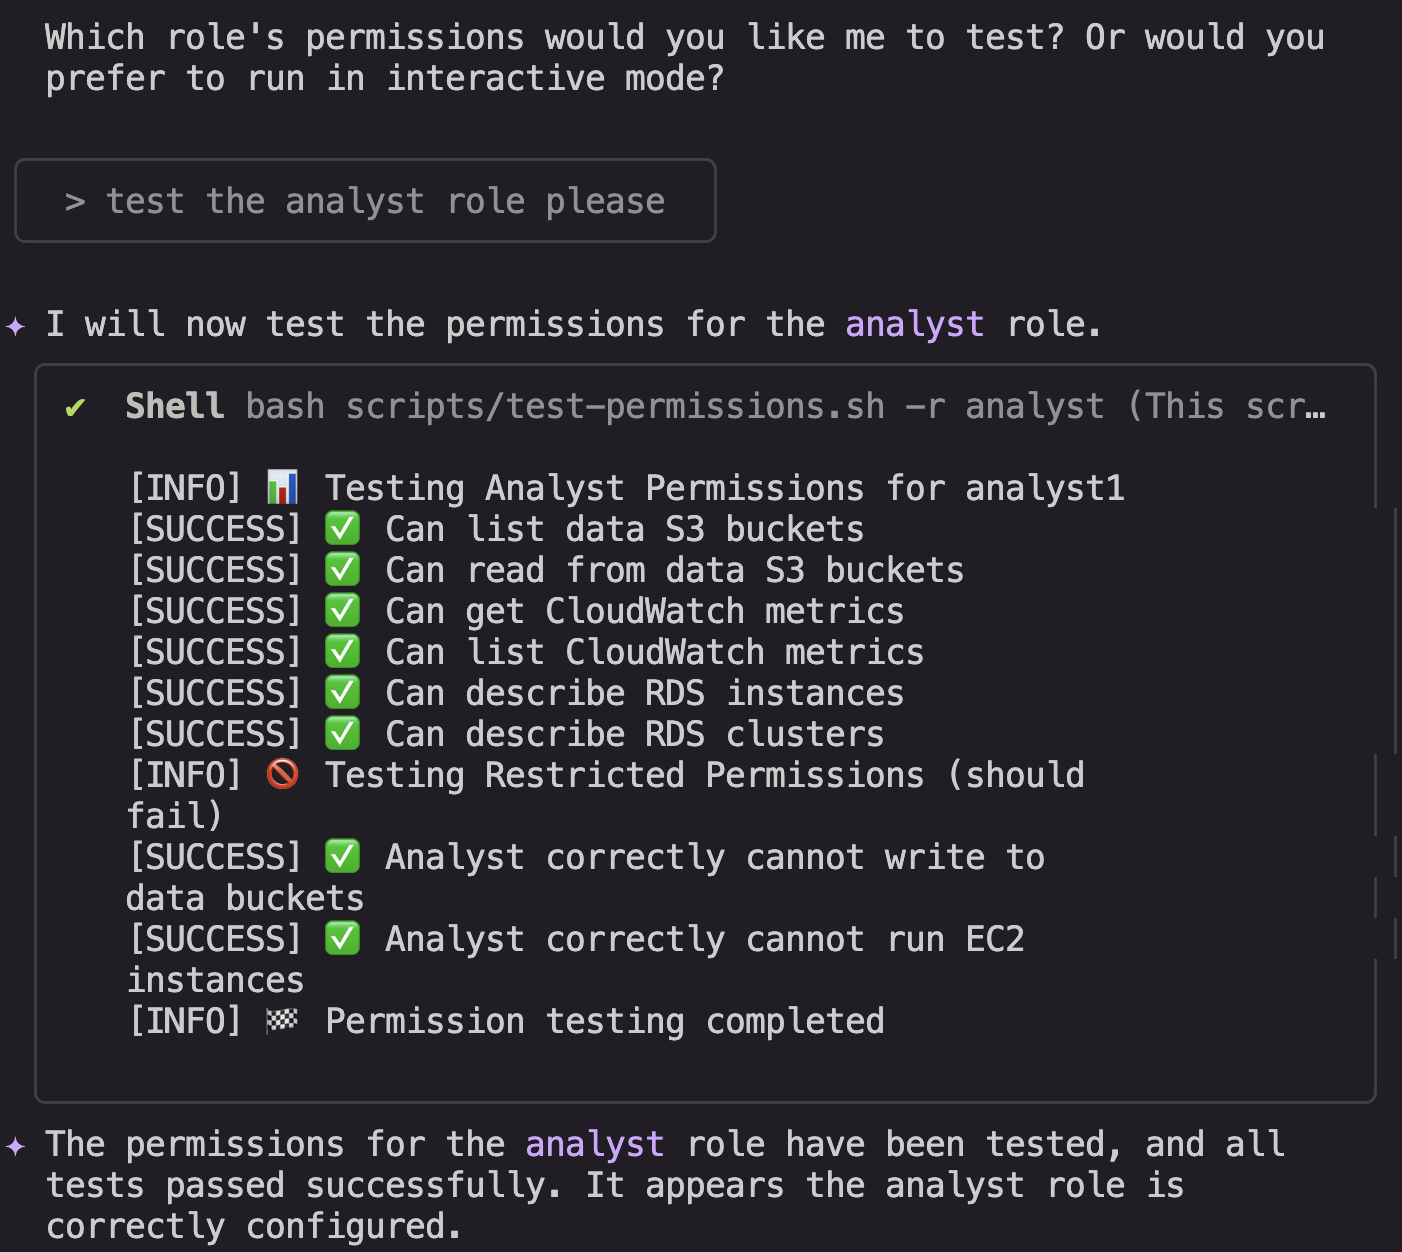 Which role's permissions would you like me to test? Or would you
prefer to run in interactive mode?
> test the analyst role please
✦ I will now test the permissions for the analyst role.
✔ Shell bash scripts/test-permissions.sh -r analyst (This scr…
[INFO] 📊 Testing Analyst Permissions for analyst1
[SUCCESS] ✅ Can list data S3 buckets
[SUCCESS] ✅ Can read from data S3 buckets
[SUCCESS] ✅ Can get CloudWatch metrics
[SUCCESS] ✅ Can list CloudWatch metrics
[SUCCESS] ✅ Can describe RDS instances
[SUCCESS] ✅ Can describe RDS clusters
[INFO] 🚫 Testing Restricted Permissions (should
fail)
[SUCCESS] ✅ Analyst correctly cannot write to
data buckets
[SUCCESS] ✅ Analyst correctly cannot run EC2
instances
[INFO] 🏁 Permission testing completed
✦ The permissions for the analyst role have been tested, and all
tests passed successfully. It appears the analyst role is
correctly configured.